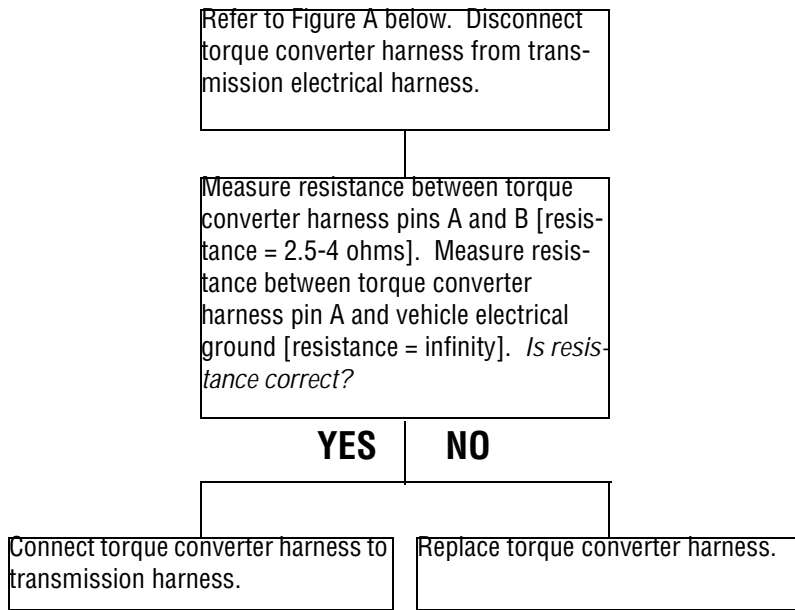 Refer to Figure A below. Disconnect
torque converter harness from trans-
mission electrical harness.
Measure resistance between torque
converter harness pins A and B [resis-
tance = 2.5-4 ohms]. Measure resis-
tance between torque converter
harness pin A and vehicle electrical
ground [resistance = infinity]. Is resis-
tance correct?
YES NO
Connect torque converter harness to
transmission harness.
Replace torque converter harness.